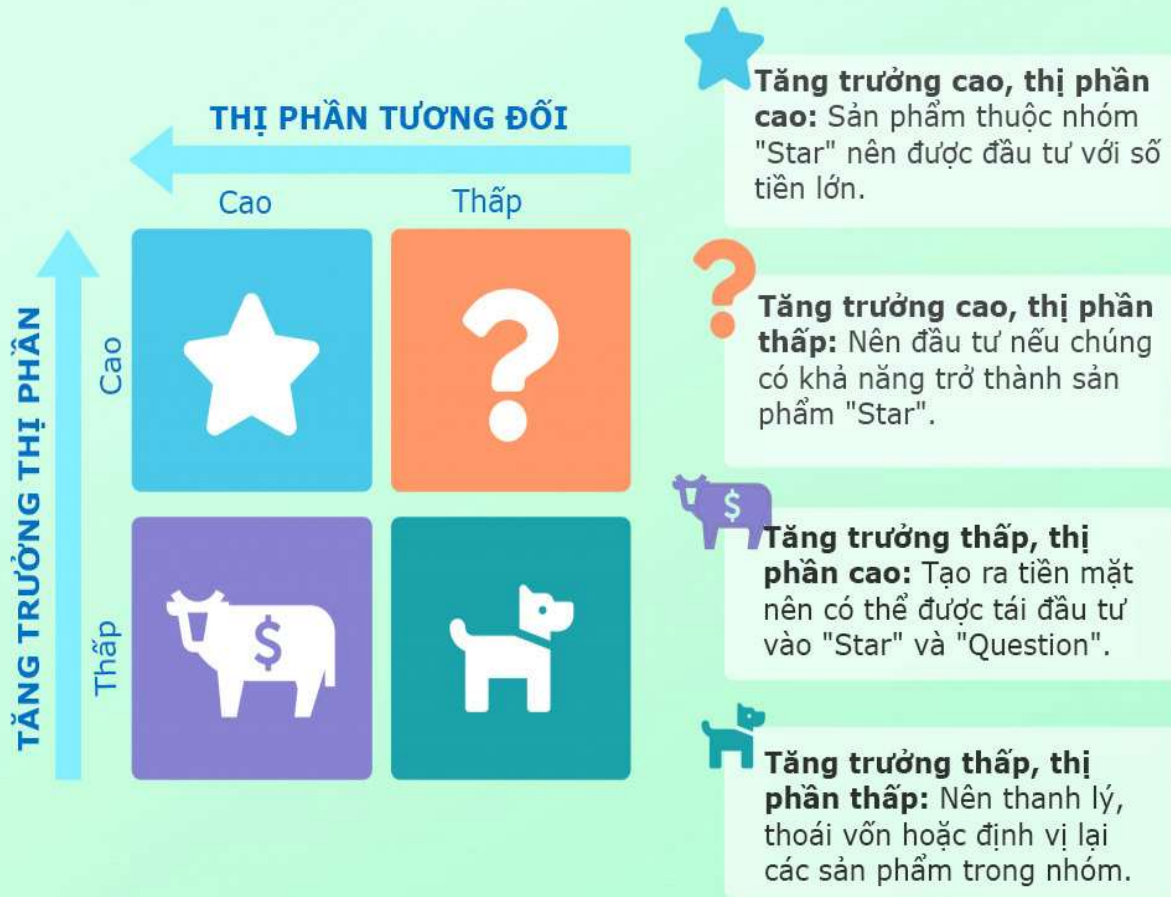 THỊ PHẦN TƯƠNG ĐỐI
Cao
Thấp
TĂNG TRƯỞNG THỊ PHẦN
Cao
Thấp
$
Tăng trưởng cao, thị phần
cao: Sản phẩm thuộc nhóm
"Star" nên được đầu tư với số
tiền lớn.
?
?
Tăng trưởng cao, thị phần
thấp: Nên đầu tư nếu chúng
có khả năng trở thành sản
phẩm "Star".
$
Tăng trưởng thấp, thị
phần cao: Tạo ra tiền mặt
nên có thể được tái đầu tư
vào "Star" và "Question".
Tăng trưởng thấp, thị
phần thấp: Nên thanh lý,
thoái vốn hoặc định vị lại
các sản phẩm trong nhóm.